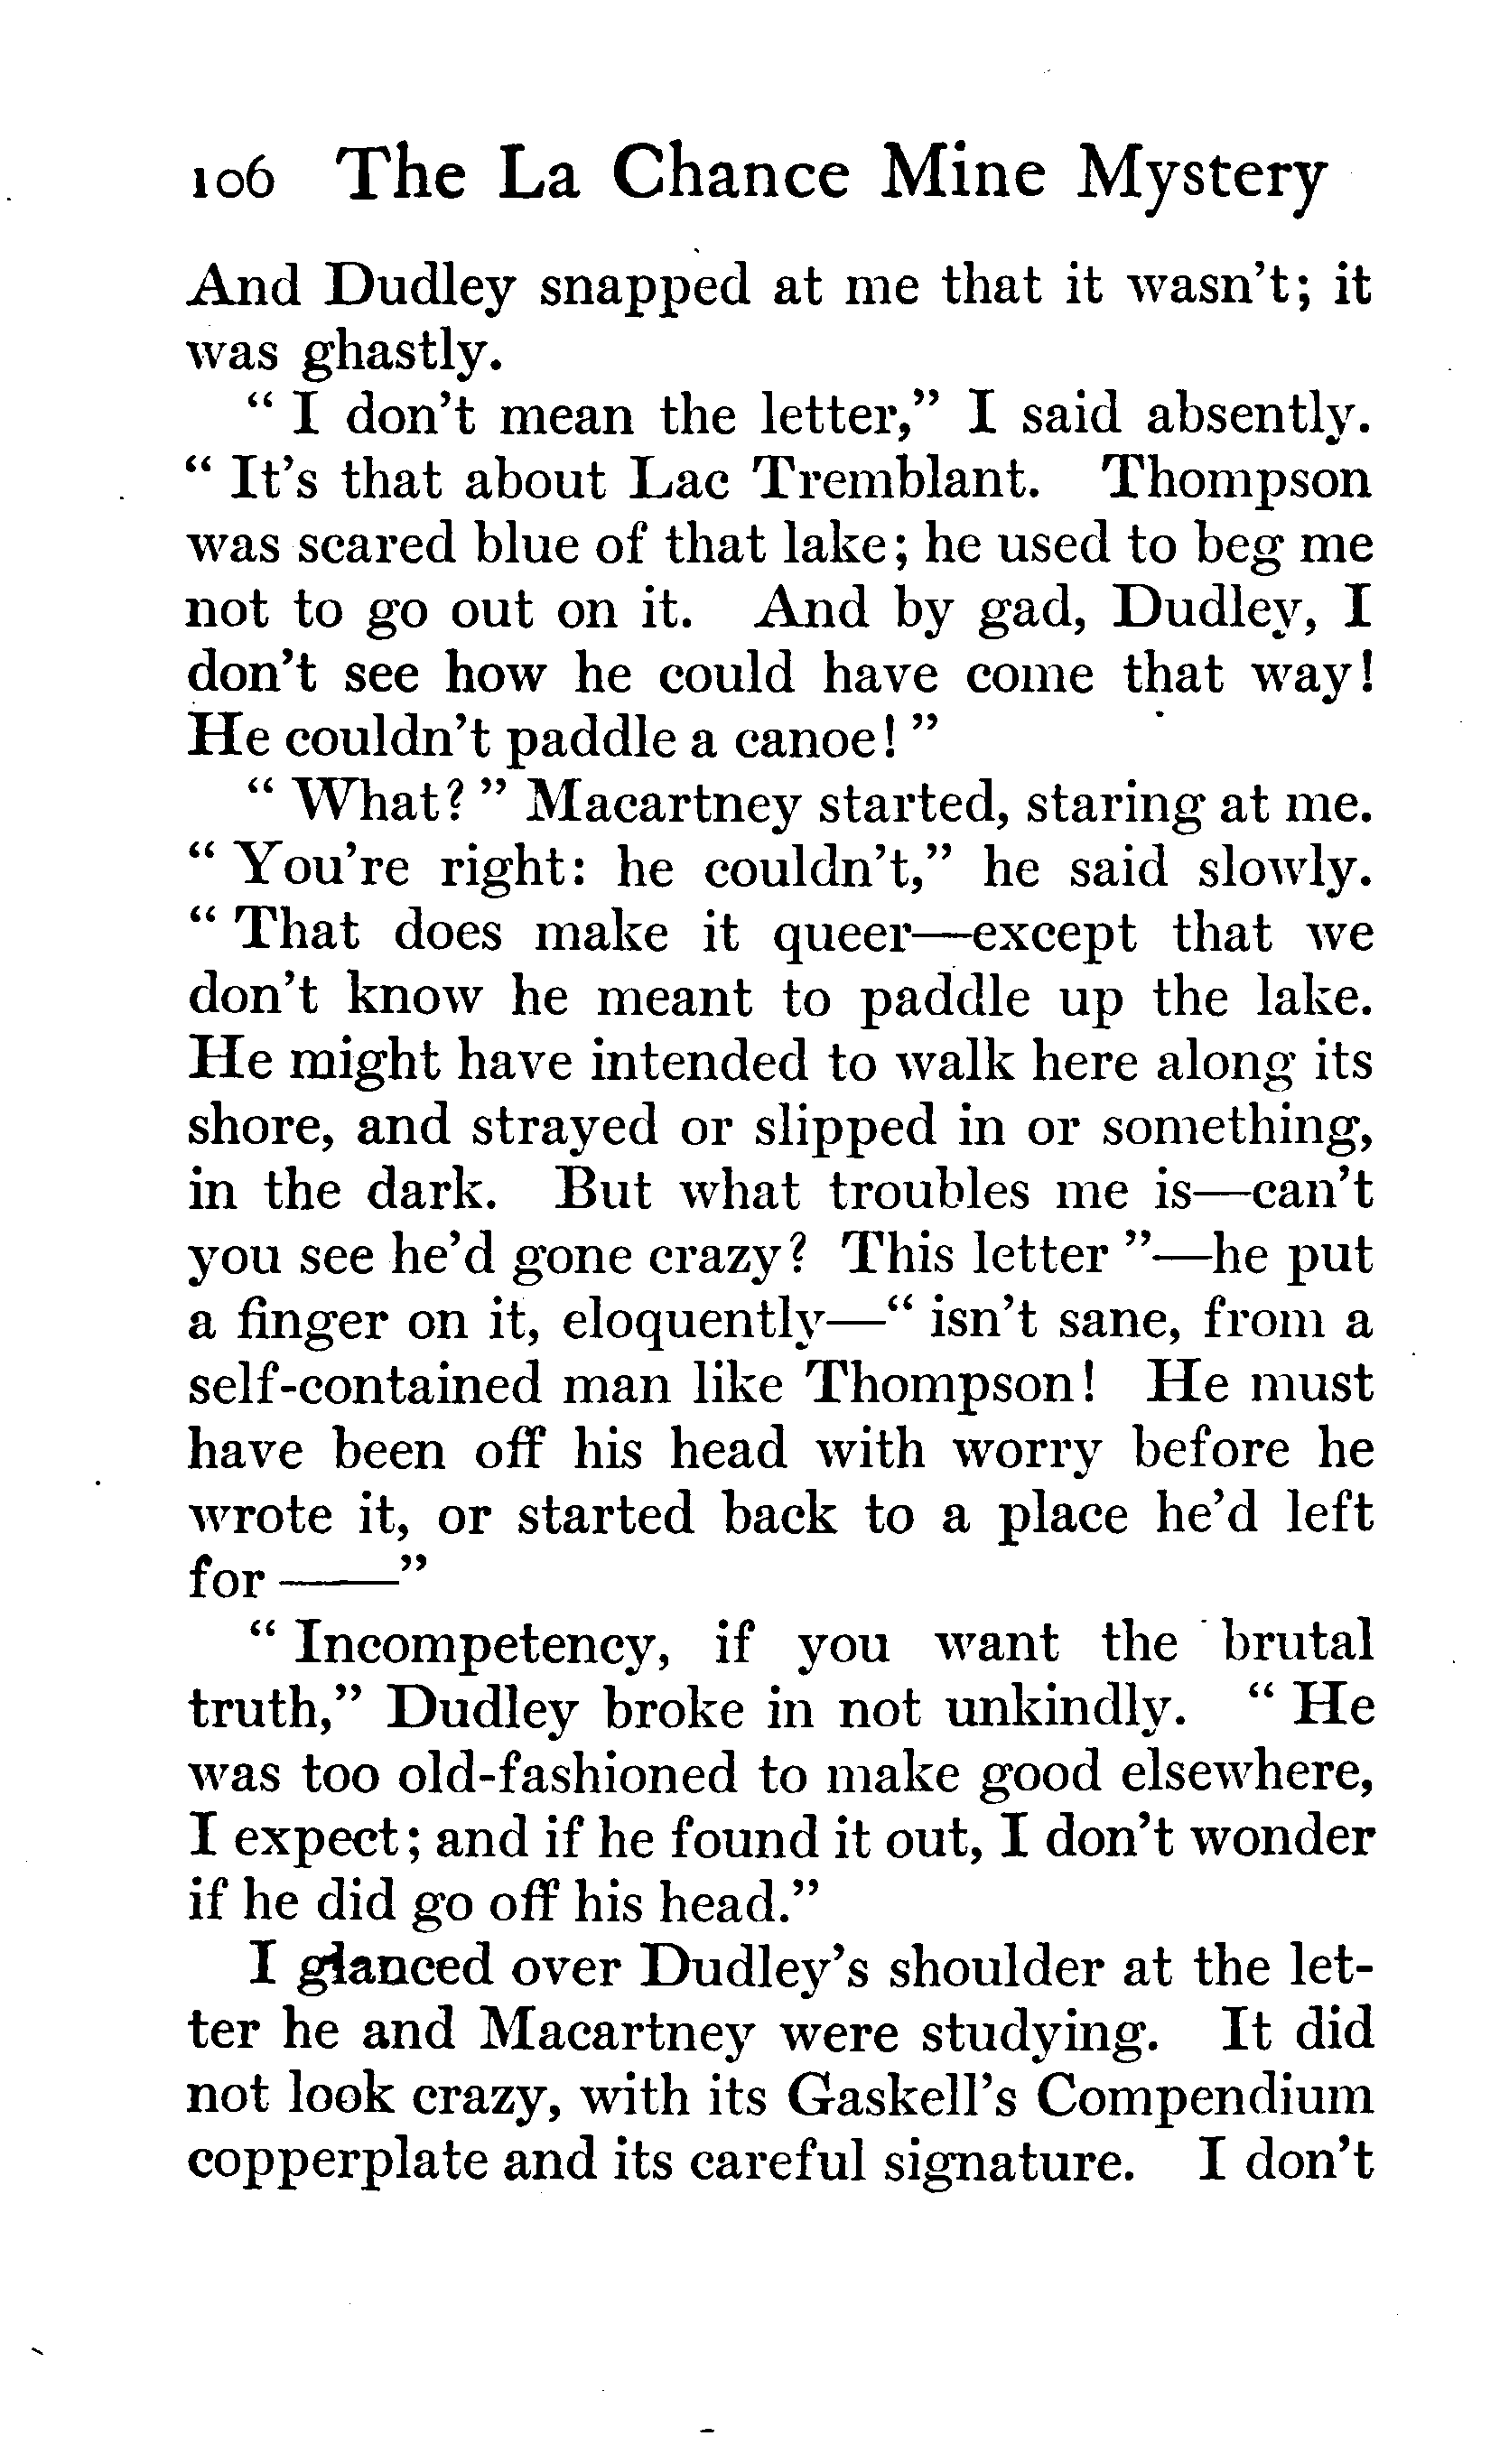 106 The La Chance Mine Mystery
And Dudley snapped at me that it wasn't; it
was ghastly.
" I don't mean the letter," I said absently.
" It's that about Lac Tremblant. Thompson
was scared blue of that lake; he used to beg me
not to go out on it. And by gad, Dudley, I
don't see how he could have come that way!
He couldn't paddle a canoe! "
" What? " Macartney started, staring at me.
" You're right: he couldn't," he said slowly.
" That does make it queer—except that we
don't know he meant to paddle up the lake.
He might have intended to walk here along its
shore, and strayed or slipped in or something,
in the dark. But what troubles me is—can't
you see he'd gone crazy? This letter "—he put
a finger on it, eloquently—" isn't sane, from a
self-contained man like Thompson! He must
have been off his head with worry before he
wrote it, or started back to a place he'd left
for ——"
" Incompetency, if you want the brutal
truth," Dudley broke in not unkindly. " He
was too old-fashioned to make good elsewhere,
I expect; and if he found it out, I don't wonder
if he did go off his head."
I glanced over Dudley's shoulder at the let-
ter he and Macartney were studying. It did
not look crazy, with its Gaskell's Compendium
copperplate and its careful signature. I don't